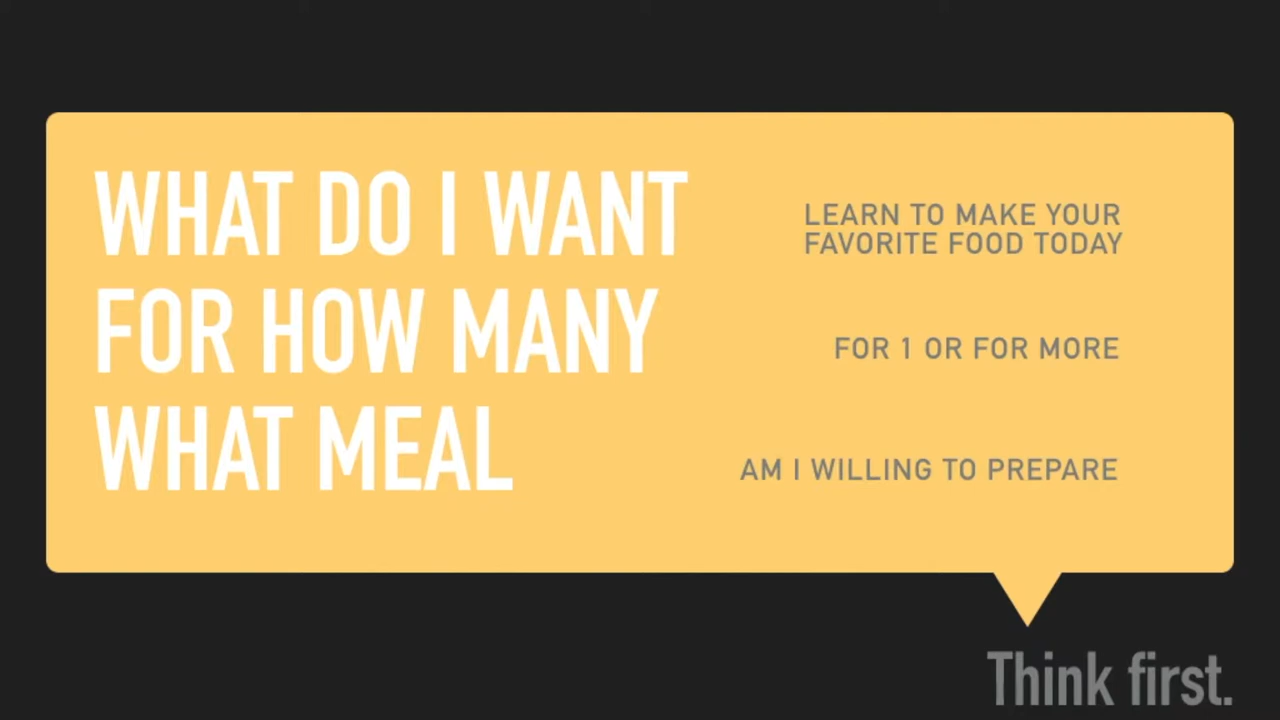 WHAT DO I WANT
FOR HOW MANY
WHAT MEAL
LEARN TO MAKE YOUR
FAVORITE FOOD TODAY
FOR 1 OR FOR MORE
AM I WILLING TO PREPARE
Think first.